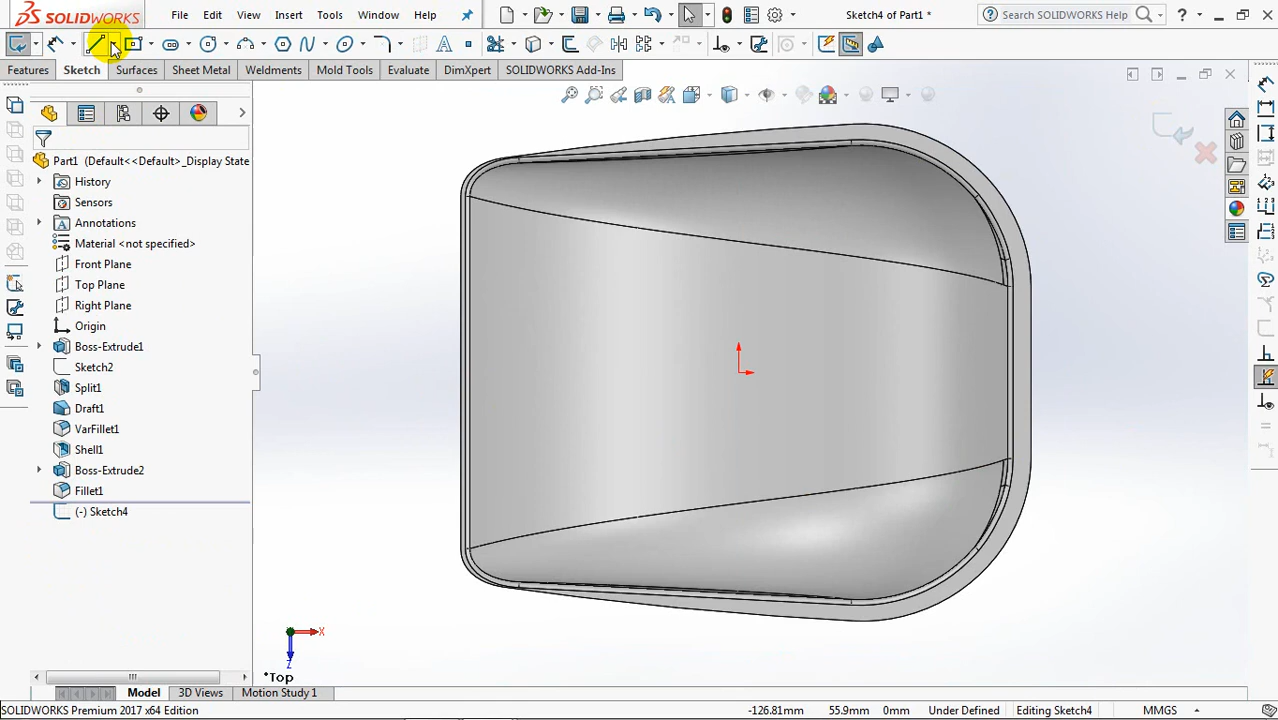 SOLIDWORKS File Edit View Insert Tools Window Help Sketch4 of Part1 * Search SOLIDWORKS Help ?
Features Sketch Surfaces Sheet Metal Weldments Mold Tools Evaluate DimXpert SOLIDWORKS Add-Ins
Part1 (Default<<Default>_Display State
History
Sensors
Annotations
Material <not specified>
Front Plane
Top Plane
Right Plane
Origin
Boss-Extrude1
Sketch2
Split1
Draft1
VarFillet1
Shell1
Boss-Extrude2
Fillet1
(-) Sketch4
X
Z
*Top
Model 3D Views Motion Study 1
SOLIDWORKS Premium 2017 x64 Edition -126.81mm 55.9mm 0mm Under Defined Editing Sketch4 MMGS